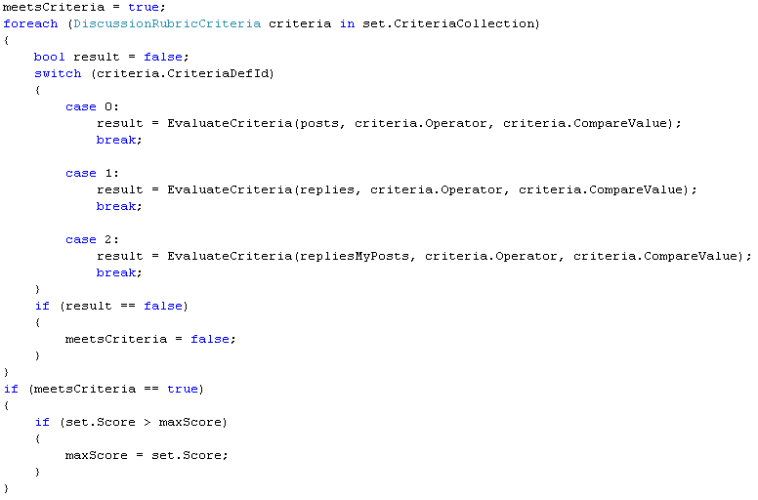 meetsCriteria = true;
foreach (DiscussionRubricCriteria criteria in set.CriteriaCollection)
{
    bool result = false;
    switch (criteria.CriteriaDefId)
    {
        case 0:
            result = EvaluateCriteria(posts, criteria.Operator, criteria.CompareValue);
            break;

        case 1:
            result = EvaluateCriteria(replies, criteria.Operator, criteria.CompareValue);
            break;

        case 2:
            result = EvaluateCriteria(repliesMyPosts, criteria.Operator, criteria.CompareValue);
            break;
    }
    if (result == false)
    {
        meetsCriteria = false;
    }
}
if (meetsCriteria == true)
{
    if (set.Score > maxScore)
    {
        maxScore = set.Score;
    }
}